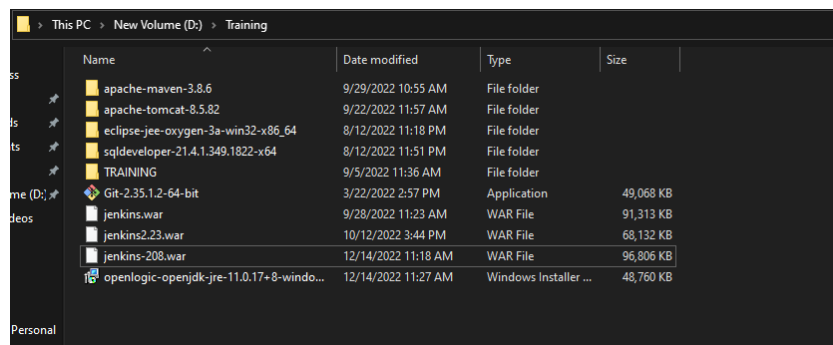 This PC > New Volume (D:) > Training
Name Date modified Type Size
apache-maven-3.8.6 9/29/2022 10:55 AM File folder
apache-tomcat-8.5.82 9/22/2022 11:57 AM File folder
eclipse-jee-oxygen-3a-win32-x86_64 8/12/2022 11:18 PM File folder
sqldeveloper-21.4.1.349.1822-x64 8/12/2022 11:51 PM File folder
TRAINING 9/5/2022 11:36 AM File folder
Git-2.35.1.2-64-bit 3/22/2022 2:57 PM Application 49,068 KB
jenkins.war 9/28/2022 11:23 AM WAR File 91,313 KB
jenkins2.23.war 10/12/2022 3:44 PM WAR File 68,132 KB
jenkins-208.war 12/14/2022 11:18 AM WAR File 96,806 KB
openlogic-openjdk-jre-11.0.17+8-windo... 12/14/2022 11:27 AM Windows Installer ... 48,760 KB
ss
ds
ts
me (D:)
deos
Personal